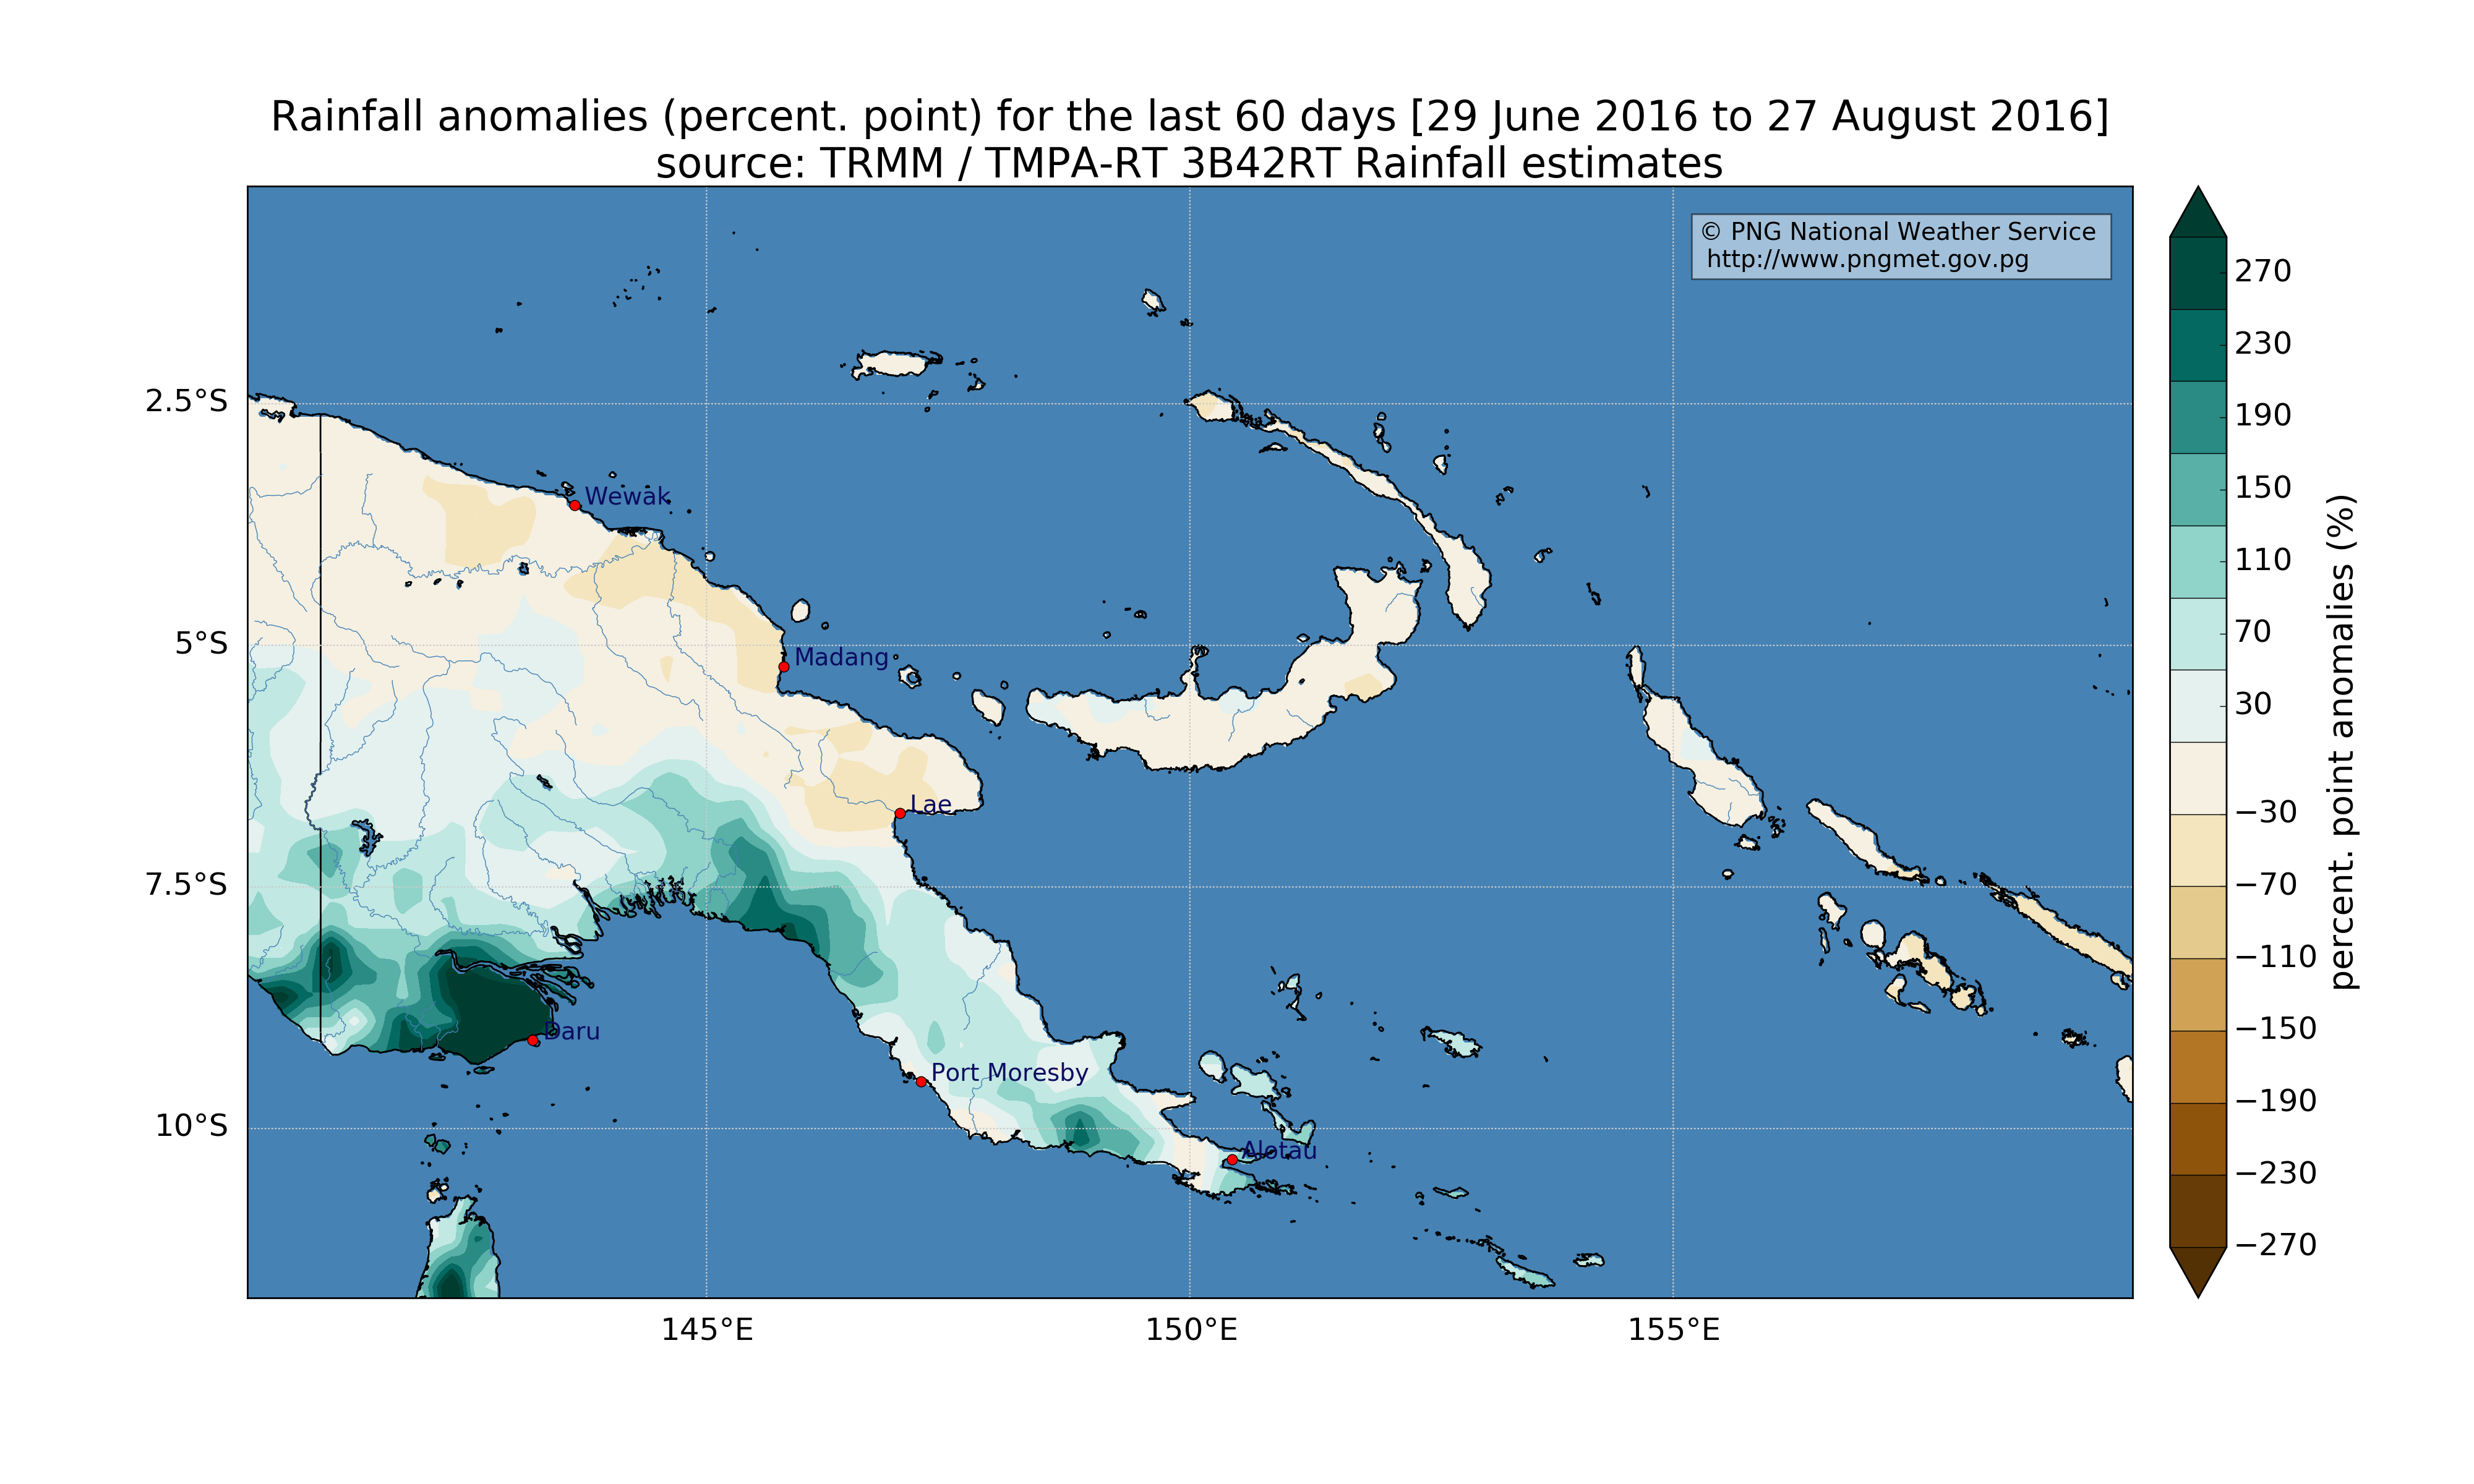 Rainfall anomalies (percent. point) for the last 60 days [29 June 2016 to 27 August 2016]
source: TRMM / TMPA-RT 3B42RT Rainfall estimates
© PNG National Weather Service
http://www.pngmet.gov.pg
2.5°S
5°S
7.5°S
10°S
Wewak
Madang
Lae
Daru
Port Moresby
Alotau
145°E
150°E
155°E
270
230
190
150
110
70
30
−30
−70
−110
−150
−190
−230
−270
percent. point anomalies (%)